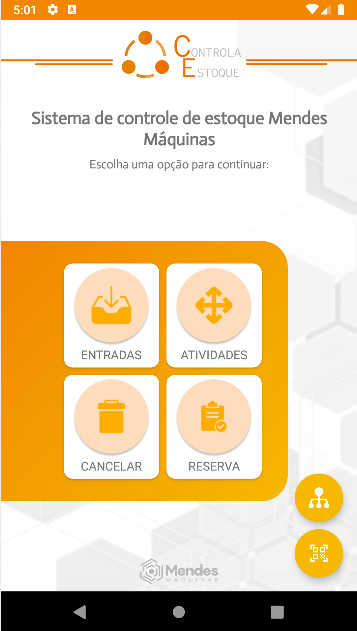 5:01
CONTROLA
ESTOQUE
Sistema de controle de estoque Mendes
Máquinas
Escolha uma opção para continuar:
ENTRADAS
ATIVIDADES
CANCELAR
RESERVA
Mendes
MÁQUINAS